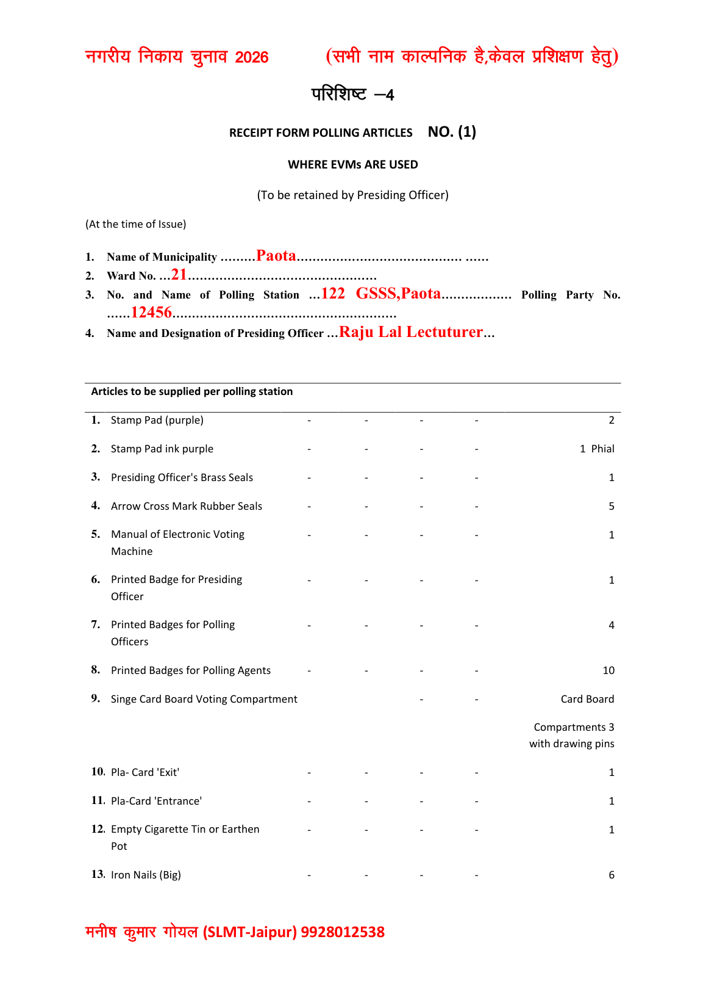 नगरीय निकाय चुनाव 2026 (सभी नाम काल्पनिक है,केवल प्रशिक्षण हेतु)
परिशिष्ट –4
RECEIPT FORM POLLING ARTICLES NO. (1)
WHERE EVMs ARE USED
(To be retained by Presiding Officer)
(At the time of Issue)
1. Name of Municipality ………Paota…………………………………… ……
2. Ward No. …21…………………………………………
3. No. and Name of Polling Station …122 GSSS,Paota……………… Polling Party No.
……12456…………………………………………………
4. Name and Designation of Presiding Officer …Raju Lal Lectuturer…
Articles to be supplied per polling station
1. Stamp Pad (purple) - - - - 2
2. Stamp Pad ink purple - - - - 1 Phial
3. Presiding Officer's Brass Seals - - - - 1
4. Arrow Cross Mark Rubber Seals - - - - 5
5. Manual of Electronic Voting - - - - 1
Machine
6. Printed Badge for Presiding - - - - 1
Officer
7. Printed Badges for Polling - - - - 4
Officers
8. Printed Badges for Polling Agents - - - - 10
9. Singe Card Board Voting Compartment - - Card Board
Compartments 3
with drawing pins
10. Pla- Card 'Exit' - - - - 1
11. Pla-Card 'Entrance' - - - - 1
12. Empty Cigarette Tin or Earthen - - - - 1
Pot
13. Iron Nails (Big) - - - - 6
मनीष कुमार गोयल (SLMT-Jaipur) 9928012538